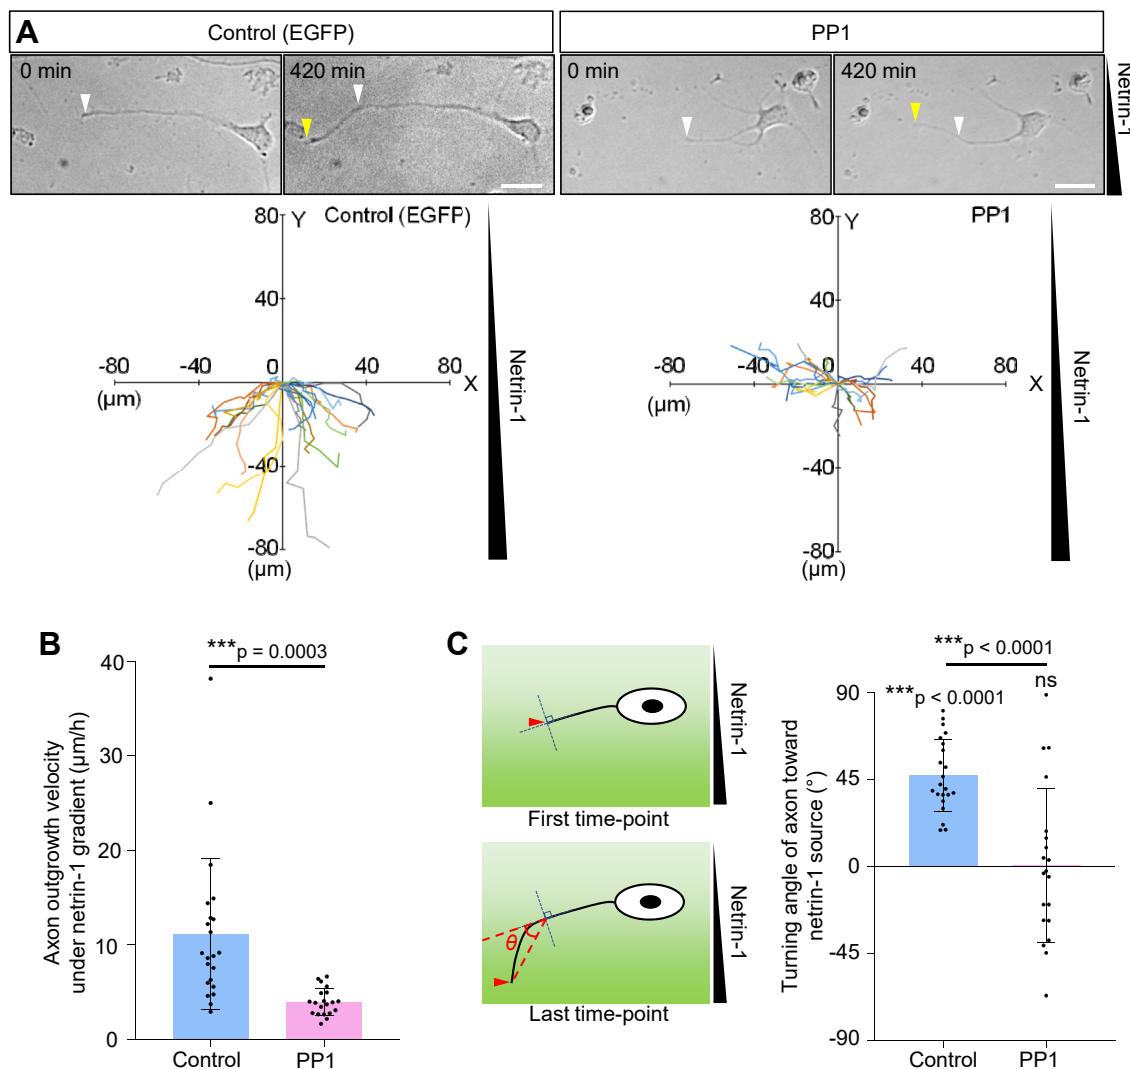 A
Control (EGFP)
PP1
0 min
420 min
0 min
420 min
Netrin-1
80
Y
Control (EGFP)
40
-80
-40
0
40
80
X
(µm)
-40
-80
(µm)
Netrin-1
80
Y
PP1
40
-80
-40
0
40
80
X
(µm)
-40
-80
(µm)
Netrin-1
B
***p = 0.0003
40
30
20
10
0
Axon outgrowth velocity
under netrin-1 gradient (µm/h)
Control
PP1
C
Netrin-1
First time-point
θ
Netrin-1
Last time-point
***p < 0.0001
ns
***p < 0.0001
90
45
0
-45
-90
Turning angle of axon toward
netrin-1 source (°)
Control
PP1